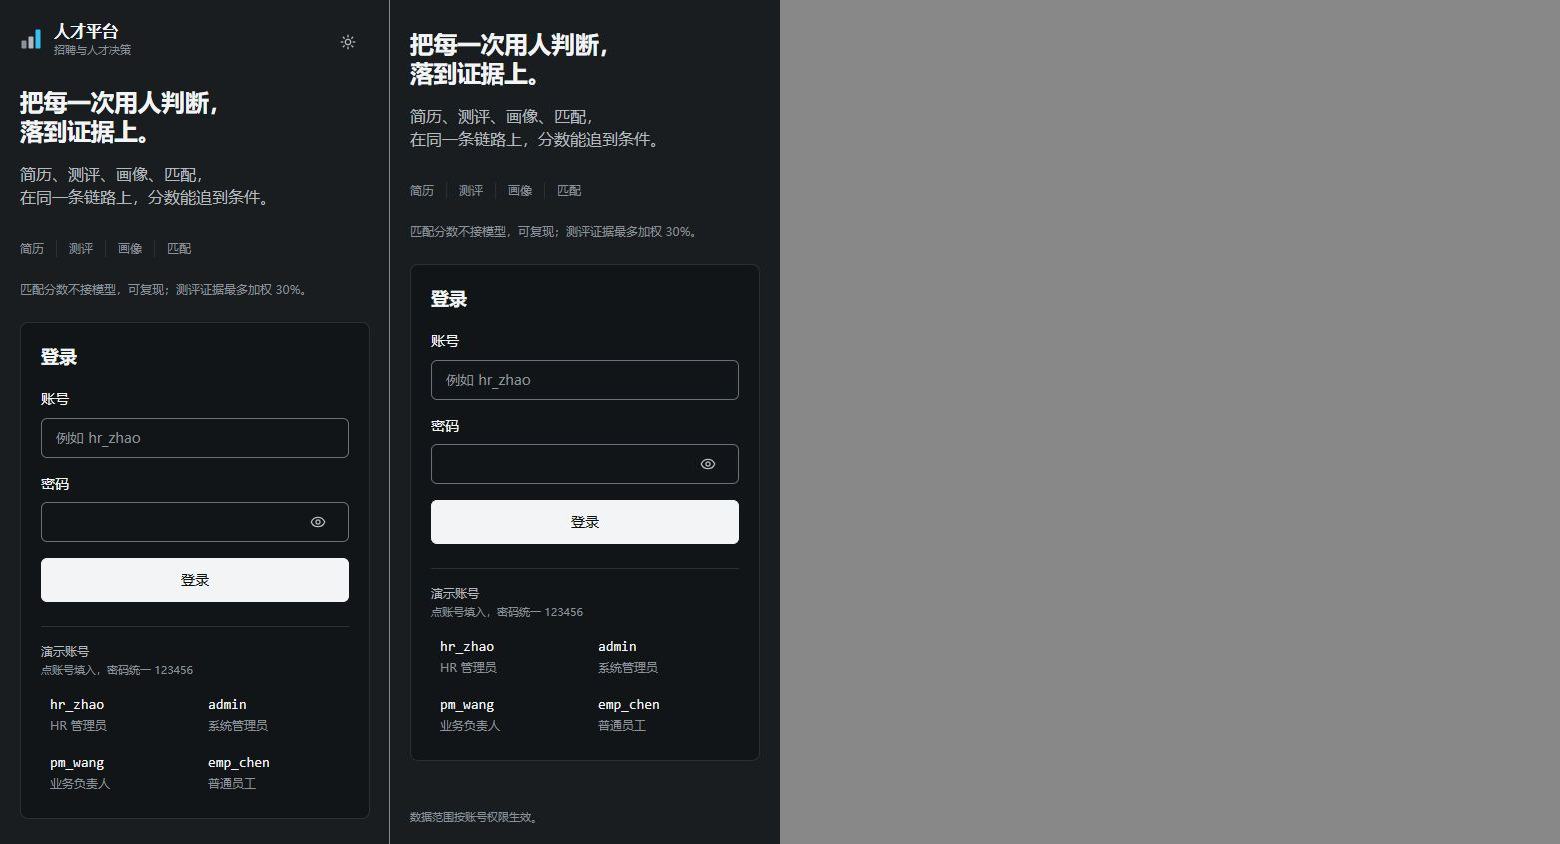 人才平台
招聘与人才决策
把每一次用人判断，
落到证据上。
简历、测评、画像、匹配，
在同一条链路上，分数能追到条件。
简历 测评 画像 匹配
匹配分数不接模型，可复现；测评证据最多加权 30%。
登录
账号
例如 hr_zhao
密码
登录
演示账号
点账号填入，密码统一 123456
hr_zhao admin
HR 管理员 系统管理员
pm_wang emp_chen
业务负责人 普通员工
把每一次用人判断，
落到证据上。
简历、测评、画像、匹配，
在同一条链路上，分数能追到条件。
简历 测评 画像 匹配
匹配分数不接模型，可复现；测评证据最多加权 30%。
登录
账号
例如 hr_zhao
密码
登录
演示账号
点账号填入，密码统一 123456
hr_zhao admin
HR 管理员 系统管理员
pm_wang emp_chen
业务负责人 普通员工
数据范围按账号权限生效。